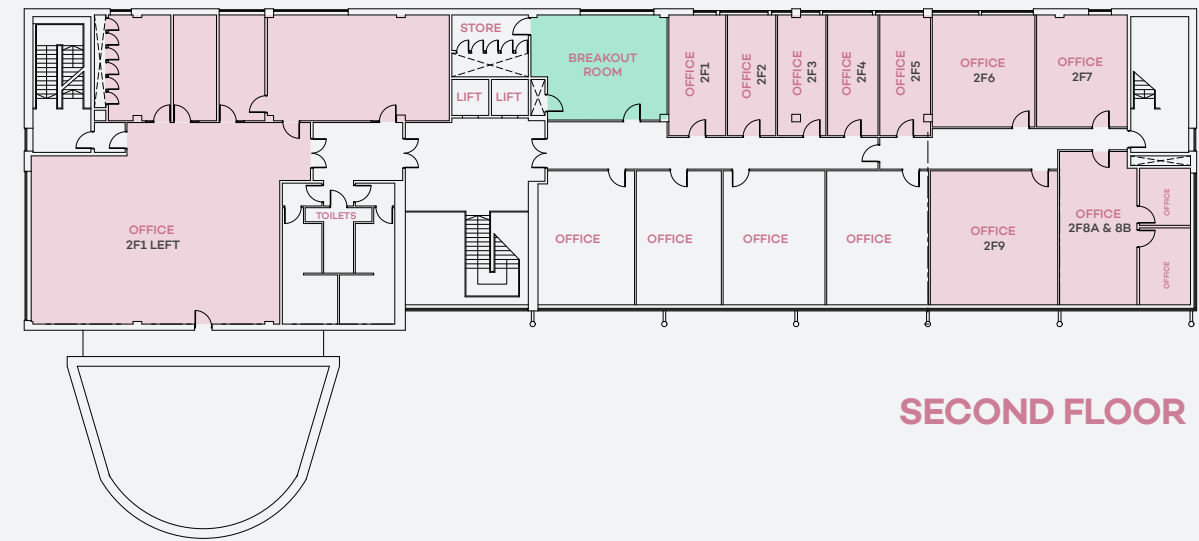 STORE
LIFT
LIFT
BREAKOUT
ROOM
OFFICE
2F1
OFFICE
2F2
OFFICE
2F3
OFFICE
2F4
OFFICE
2F5
OFFICE
2F6
OFFICE
2F7
OFFICE
2F1 LEFT
TOILETS
OFFICE
OFFICE
OFFICE
OFFICE
OFFICE
2F9
OFFICE
2F8A & 8B
OFFICE
OFFICE
SECOND FLOOR